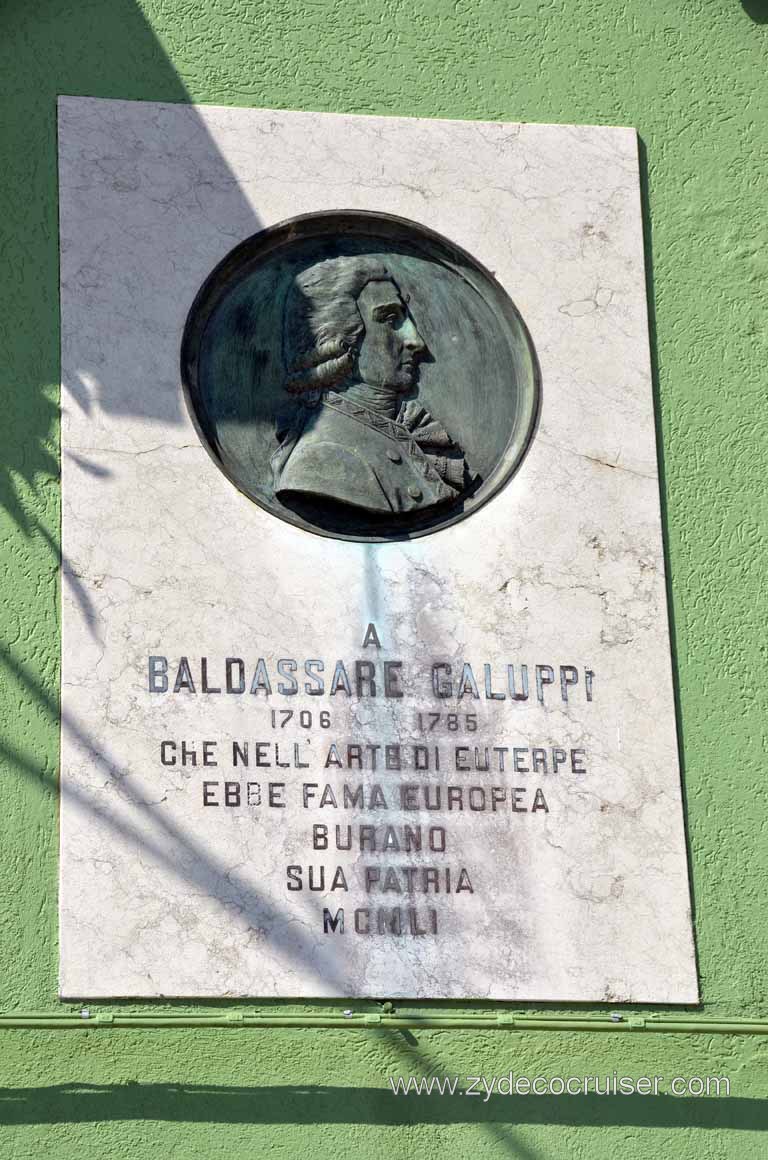 A
BALDASSARE GALUPPI
1706 1785
CHE NELL' ARTE DI EUTERPE
EBBE FAMA EUROPEA
BURANO
SUA PATRIA
MCMLI
www.zydecocruiser.com